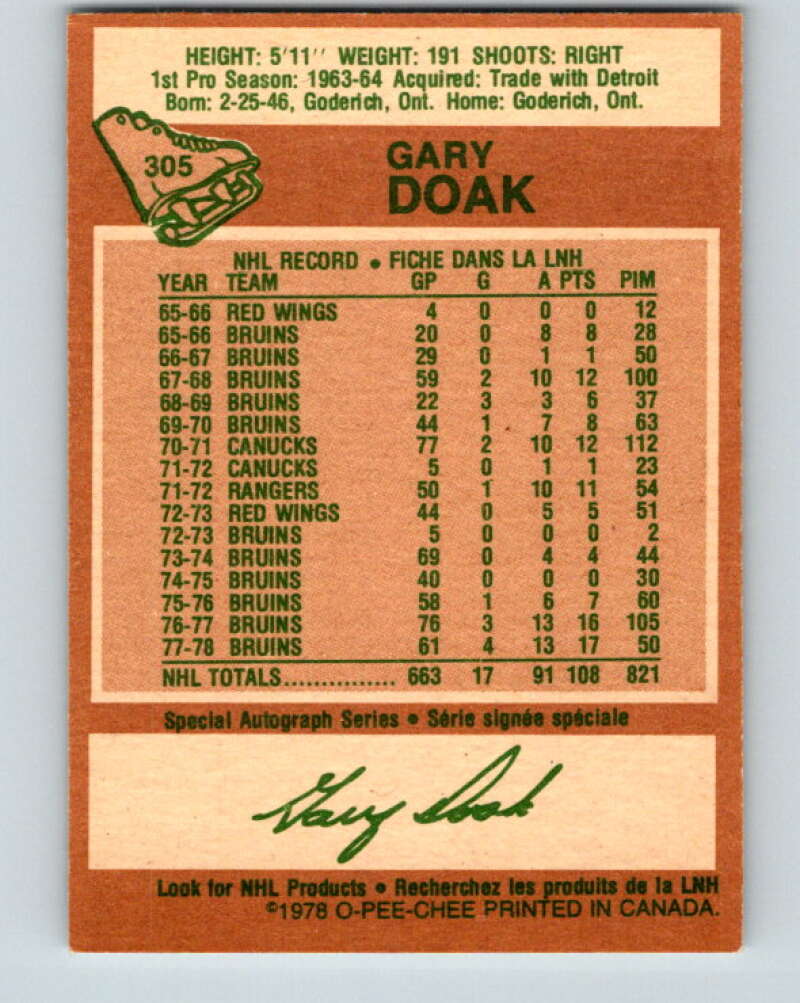 HEIGHT: 5'11'' WEIGHT: 191 SHOOTS: RIGHT
1st Pro Season: 1963-64 Acquired: Trade with Detroit
Born: 2-25-46, Goderich, Ont. Home: Goderich, Ont.
305
GARY
DOAK
NHL RECORD • FICHE DANS LA LNH
YEAR TEAM GP G A PTS PIM
65-66 RED WINGS 4 0 0 0 12
65-66 BRUINS 20 0 8 8 28
66-67 BRUINS 29 0 1 1 50
67-68 BRUINS 59 2 10 12 100
68-69 BRUINS 22 3 3 6 37
69-70 BRUINS 44 1 7 8 63
70-71 CANUCKS 77 2 10 12 112
71-72 CANUCKS 5 0 1 1 23
71-72 RANGERS 50 1 10 11 54
72-73 RED WINGS 44 0 5 5 51
72-73 BRUINS 5 0 0 0 2
73-74 BRUINS 69 0 4 4 44
74-75 BRUINS 40 0 0 0 30
75-76 BRUINS 58 1 6 7 60
76-77 BRUINS 76 3 13 16 105
77-78 BRUINS 61 4 13 17 50
NHL TOTALS............... 663 17 91 108 821
Special Autograph Series • Série signée spéciale
Gary Doak
Look for NHL Products • Recherchez les produits de la LNH
©1978 O-PEE-CHEE PRINTED IN CANADA.